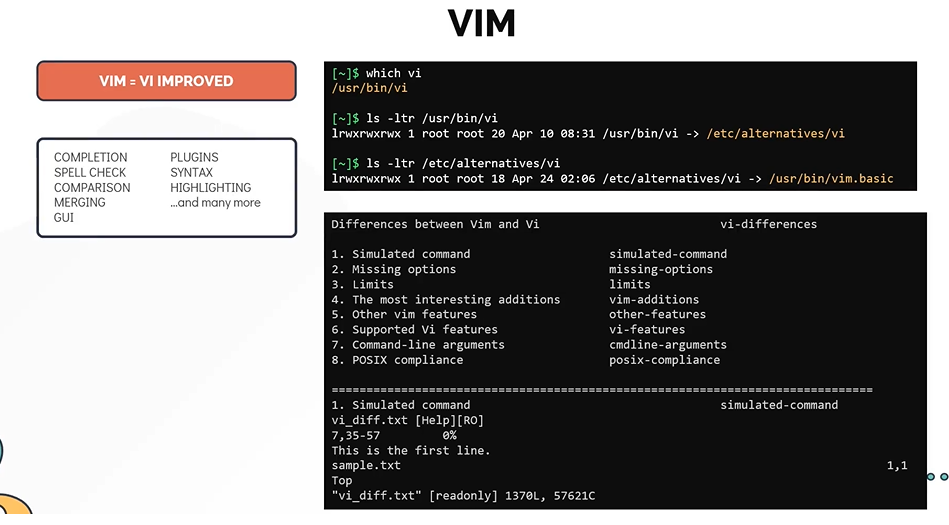 VIM
VIM = VI IMPROVED
COMPLETION
SPELL CHECK
COMPARISON
MERGING
GUI
PLUGINS
SYNTAX
HIGHLIGHTING
...and many more
[~]$ which vi
/usr/bin/vi
[~]$ ls -ltr /usr/bin/vi
lrwxrwxrwx 1 root root 20 Apr 10 08:31 /usr/bin/vi -> /etc/alternatives/vi
[~]$ ls -ltr /etc/alternatives/vi
lrwxrwxrwx 1 root root 18 Apr 24 02:06 /etc/alternatives/vi -> /usr/bin/vim.basic
Differences between Vim and Vi vi-differences
1. Simulated command simulated-command
2. Missing options missing-options
3. Limits limits
4. The most interesting additions vim-additions
5. Other vim features other-features
6. Supported Vi features vi-features
7. Command-line arguments cmdline-arguments
8. POSIX compliance posix-compliance
==============================================================================
1. Simulated command simulated-command
vi_diff.txt [Help][RO]
7,35-57 0%
This is the first line.
sample.txt 1,1
Top
"vi_diff.txt" [readonly] 1370L, 57621C